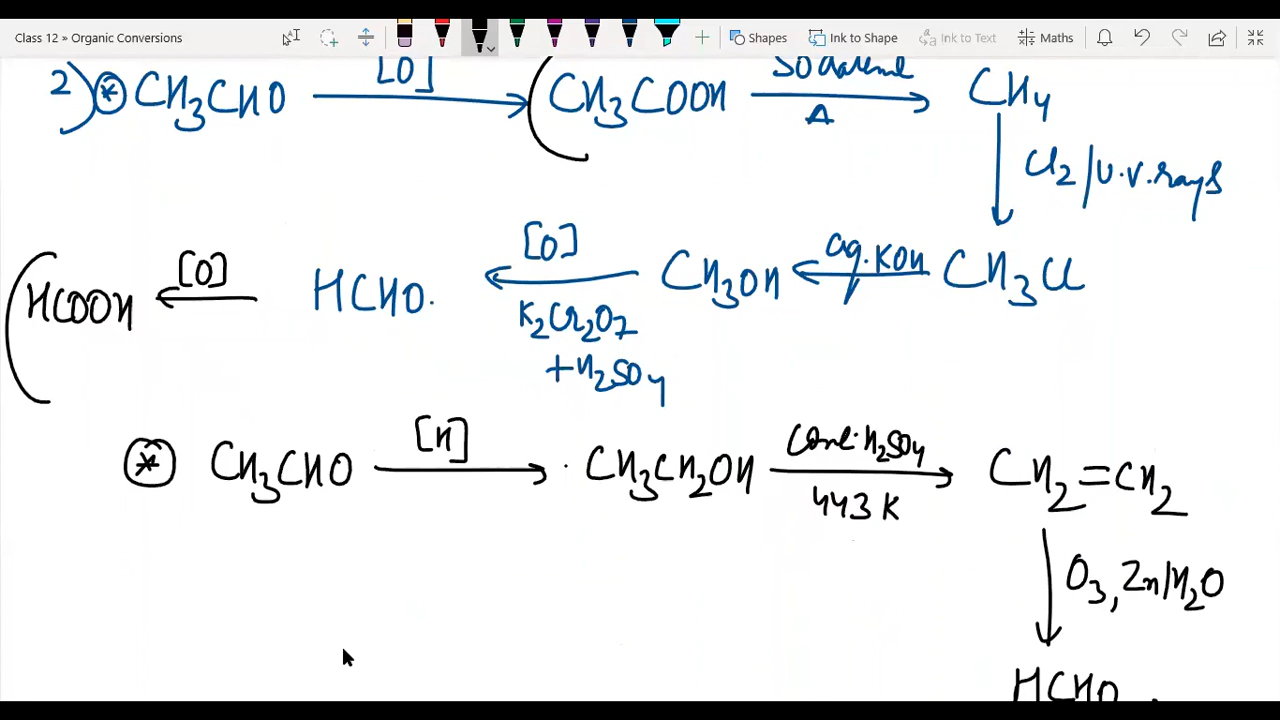 Class 12 » Organic Conversions
Shapes
Ink to Shape
Ink to Text
Maths
2) * CH3CHO [O] CH3COOH Sodalime Δ CH4
Cl2/U.V.rays
HCOOH [O] HCHO. [O] K2Cr2O7 +H2SO4 CH3OH aq.KOH CH3Cl
* CH3CHO [H] CH3CH2OH Conc.H2SO4 443 K CH2=CH2
O3, Zn/H2O
HCHO